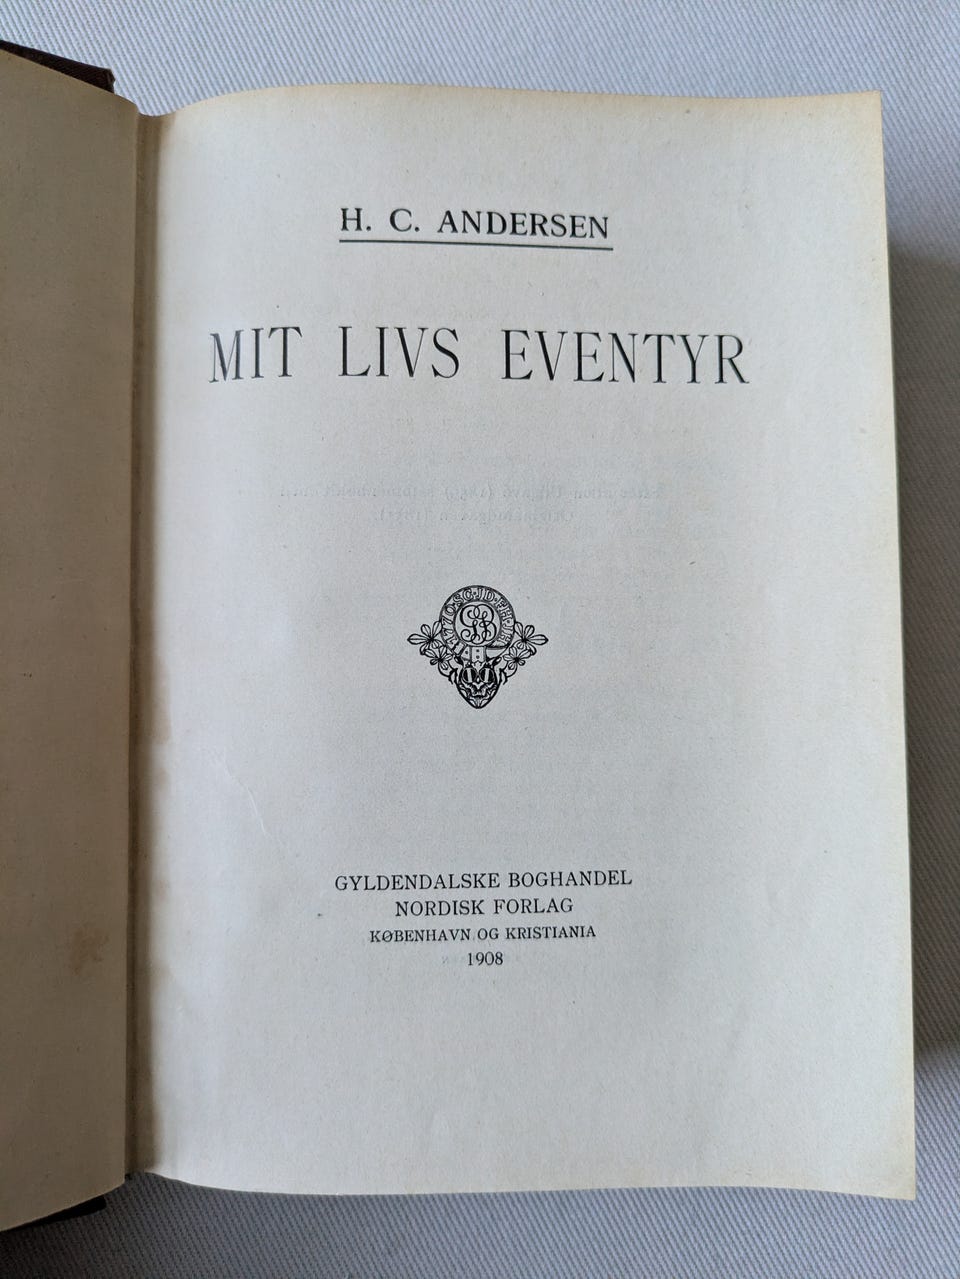 H. C. ANDERSEN
MIT LIVS EVENTYR
GYLDENDALSKE BOGHANDEL
NORDISK FORLAG
KØBENHAVN OG KRISTIANIA
1908